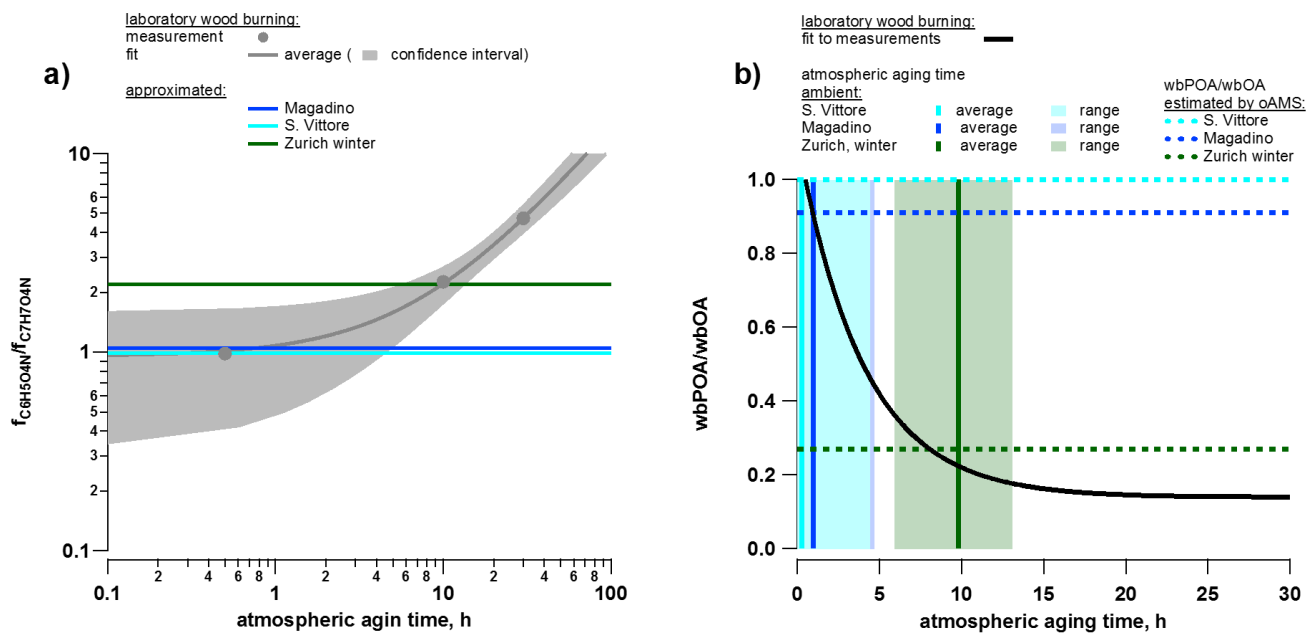 laboratory wood burning:
measurement
fit
average ( confidence interval)
a)
approximated:
Magadino
S. Vittore
Zurich winter
10
6
5
4
3
2
1
6
5
4
3
2
0.1
fC6H5O4N/fC7H7O4N
0.1 2 4 6 8 1 2 4 6 8 10 2 4 6 8 100
atmospheric agin time, h
laboratory wood burning:
fit to measurements
b)
atmospheric aging time
ambient:
S. Vittore average range
Magadino average range
Zurich, winter average range
wbPOA/wbOA
estimated by oAMS:
S. Vittore
Magadino
Zurich winter
1.0
0.8
0.6
0.4
0.2
0.0
wbPOA/wbOA
0 5 10 15 20 25 30
atmospheric aging time, h